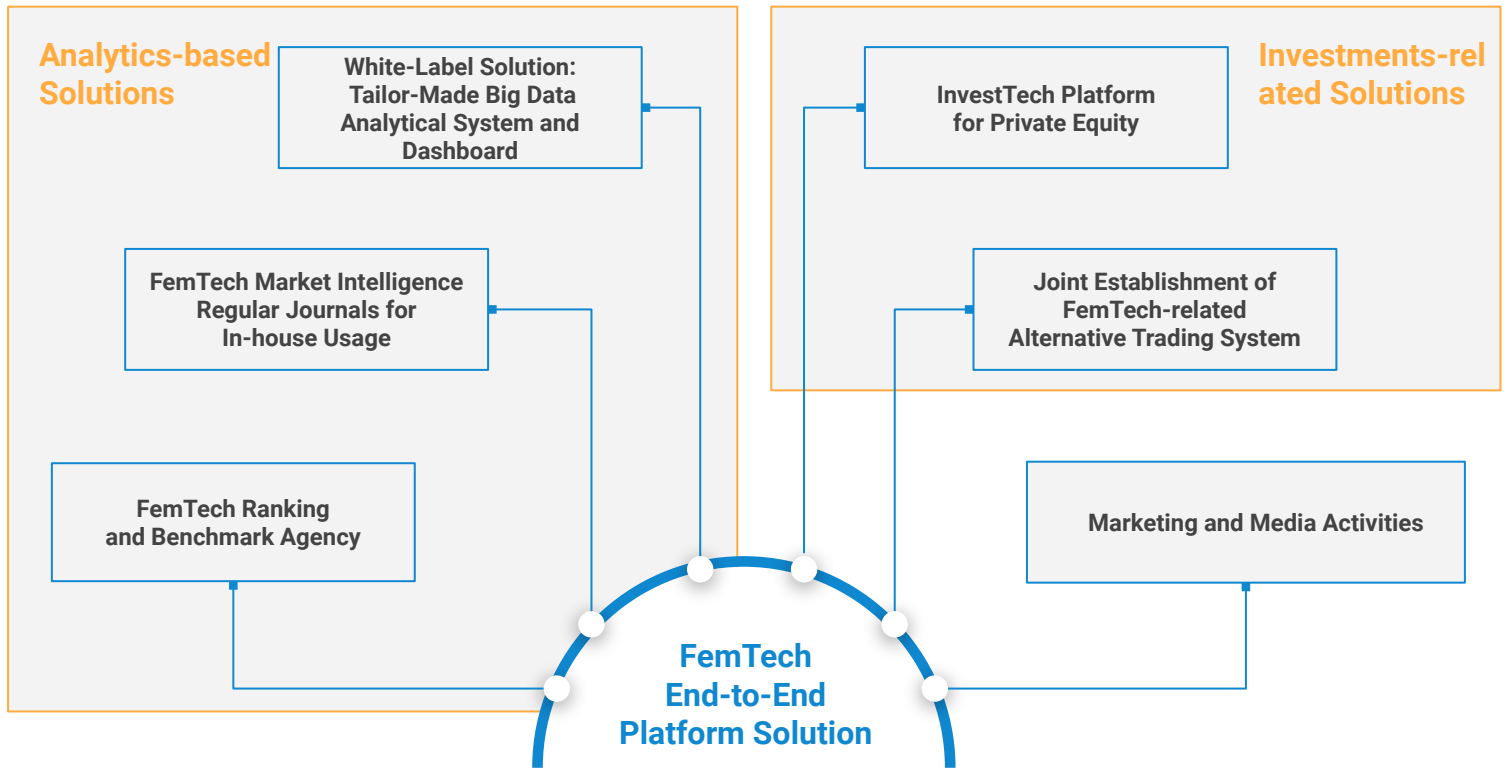 Analytics-based
Solutions
White-Label Solution:
Tailor-Made Big Data
Analytical System and
Dashboard
FemTech Market Intelligence
Regular Journals for
In-house Usage
FemTech Ranking
and Benchmark Agency
Investments-rel
ated Solutions
InvestTech Platform
for Private Equity
Joint Establishment of
FemTech-related
Alternative Trading System
Marketing and Media Activities
FemTech
End-to-End
Platform Solution